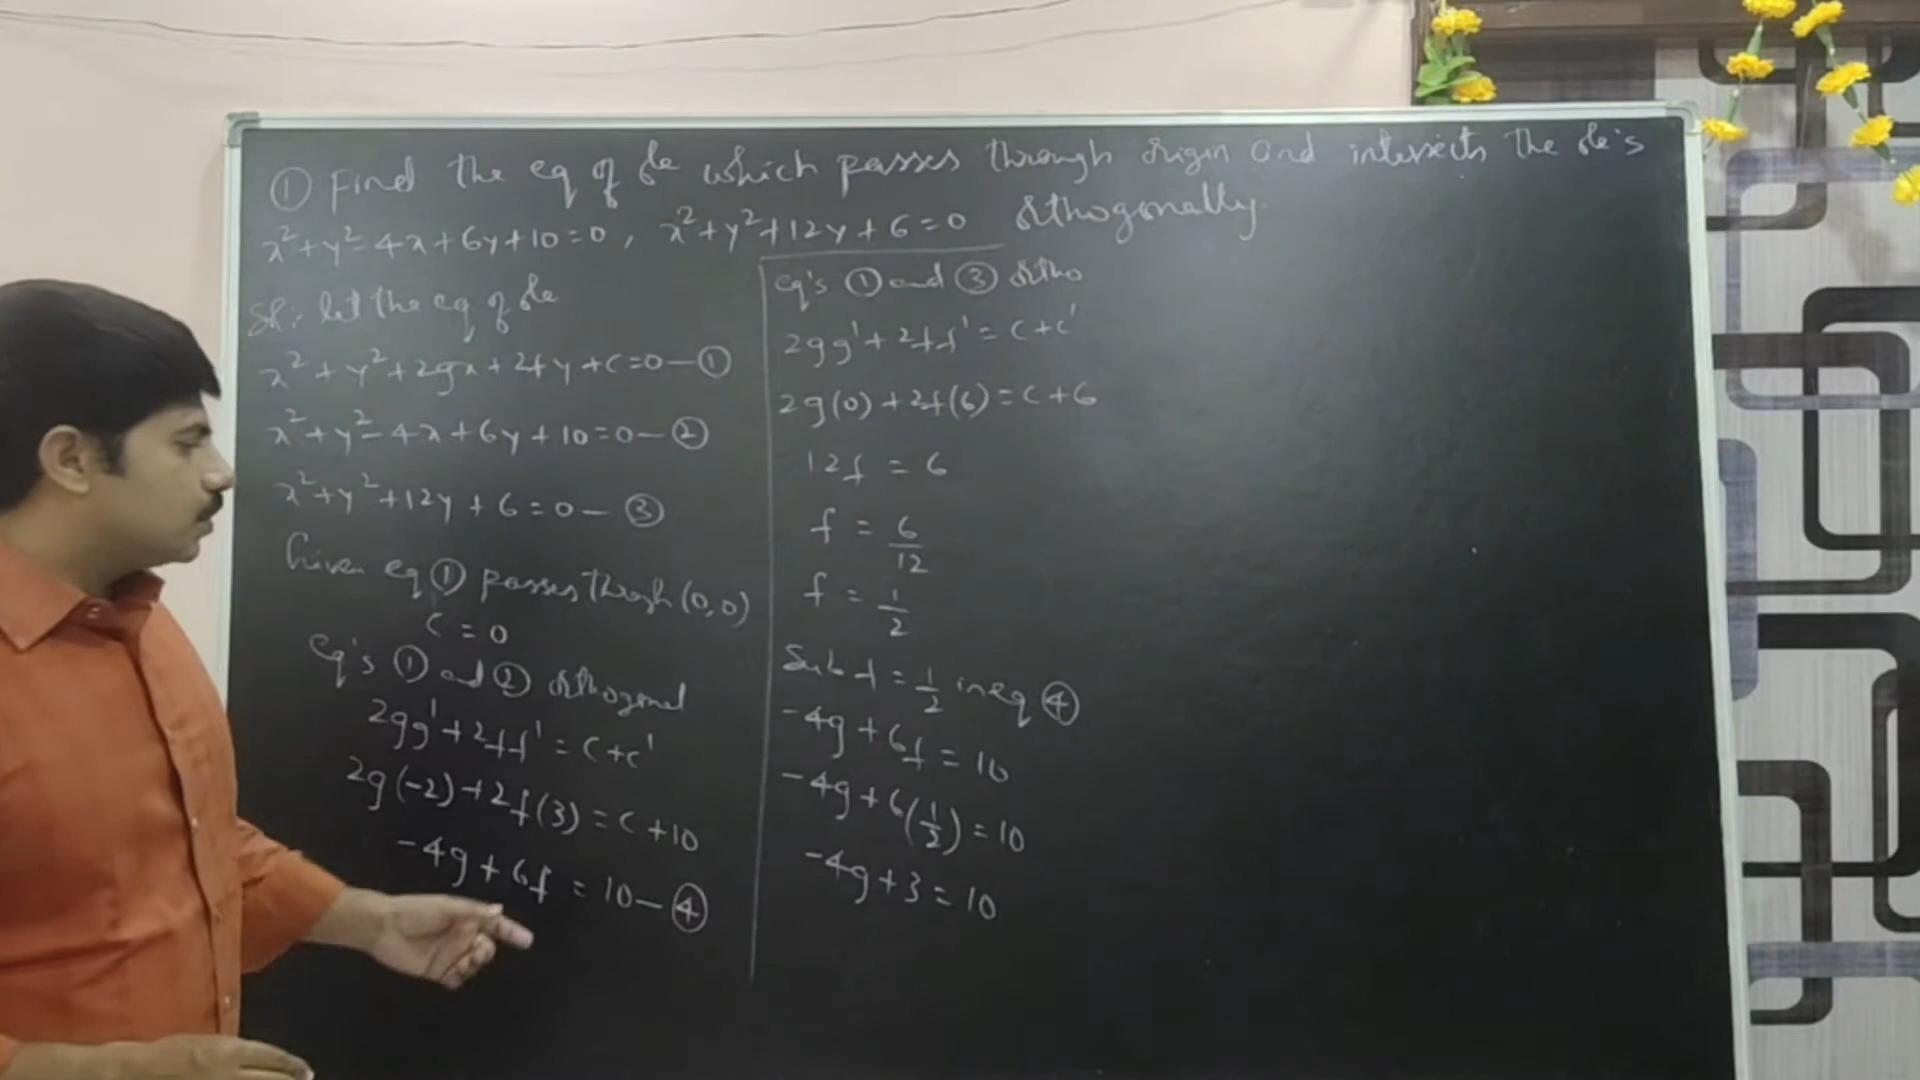 ① Find the eq of le which passes through origin and intersects the le's
x²+y²-4x+6y+10=0, x²+y²+12y+6=0 orthogonally.
Sol: let the eq of le
x²+y²+2gx+2fy+c=0-①
x²+y²-4x+6y+10=0-②
x²+y²+12y+6=0-③
Given eq ① passes through (0,0)
c=0
eq's ① and ② orthogonal
2gg'+2ff'=c+c'
2g(-2)+2f(3)=c+10
-4g+6f=10-④
eq's ① and ③ ortho
2gg'+2ff'=c+c'
2g(0)+2f(6)=c+6
12f=6
f=6/12
f=1/2
Sub f=1/2 in eq ④
-4g+6f=10
-4g+6(1/2)=10
-4g+3=10